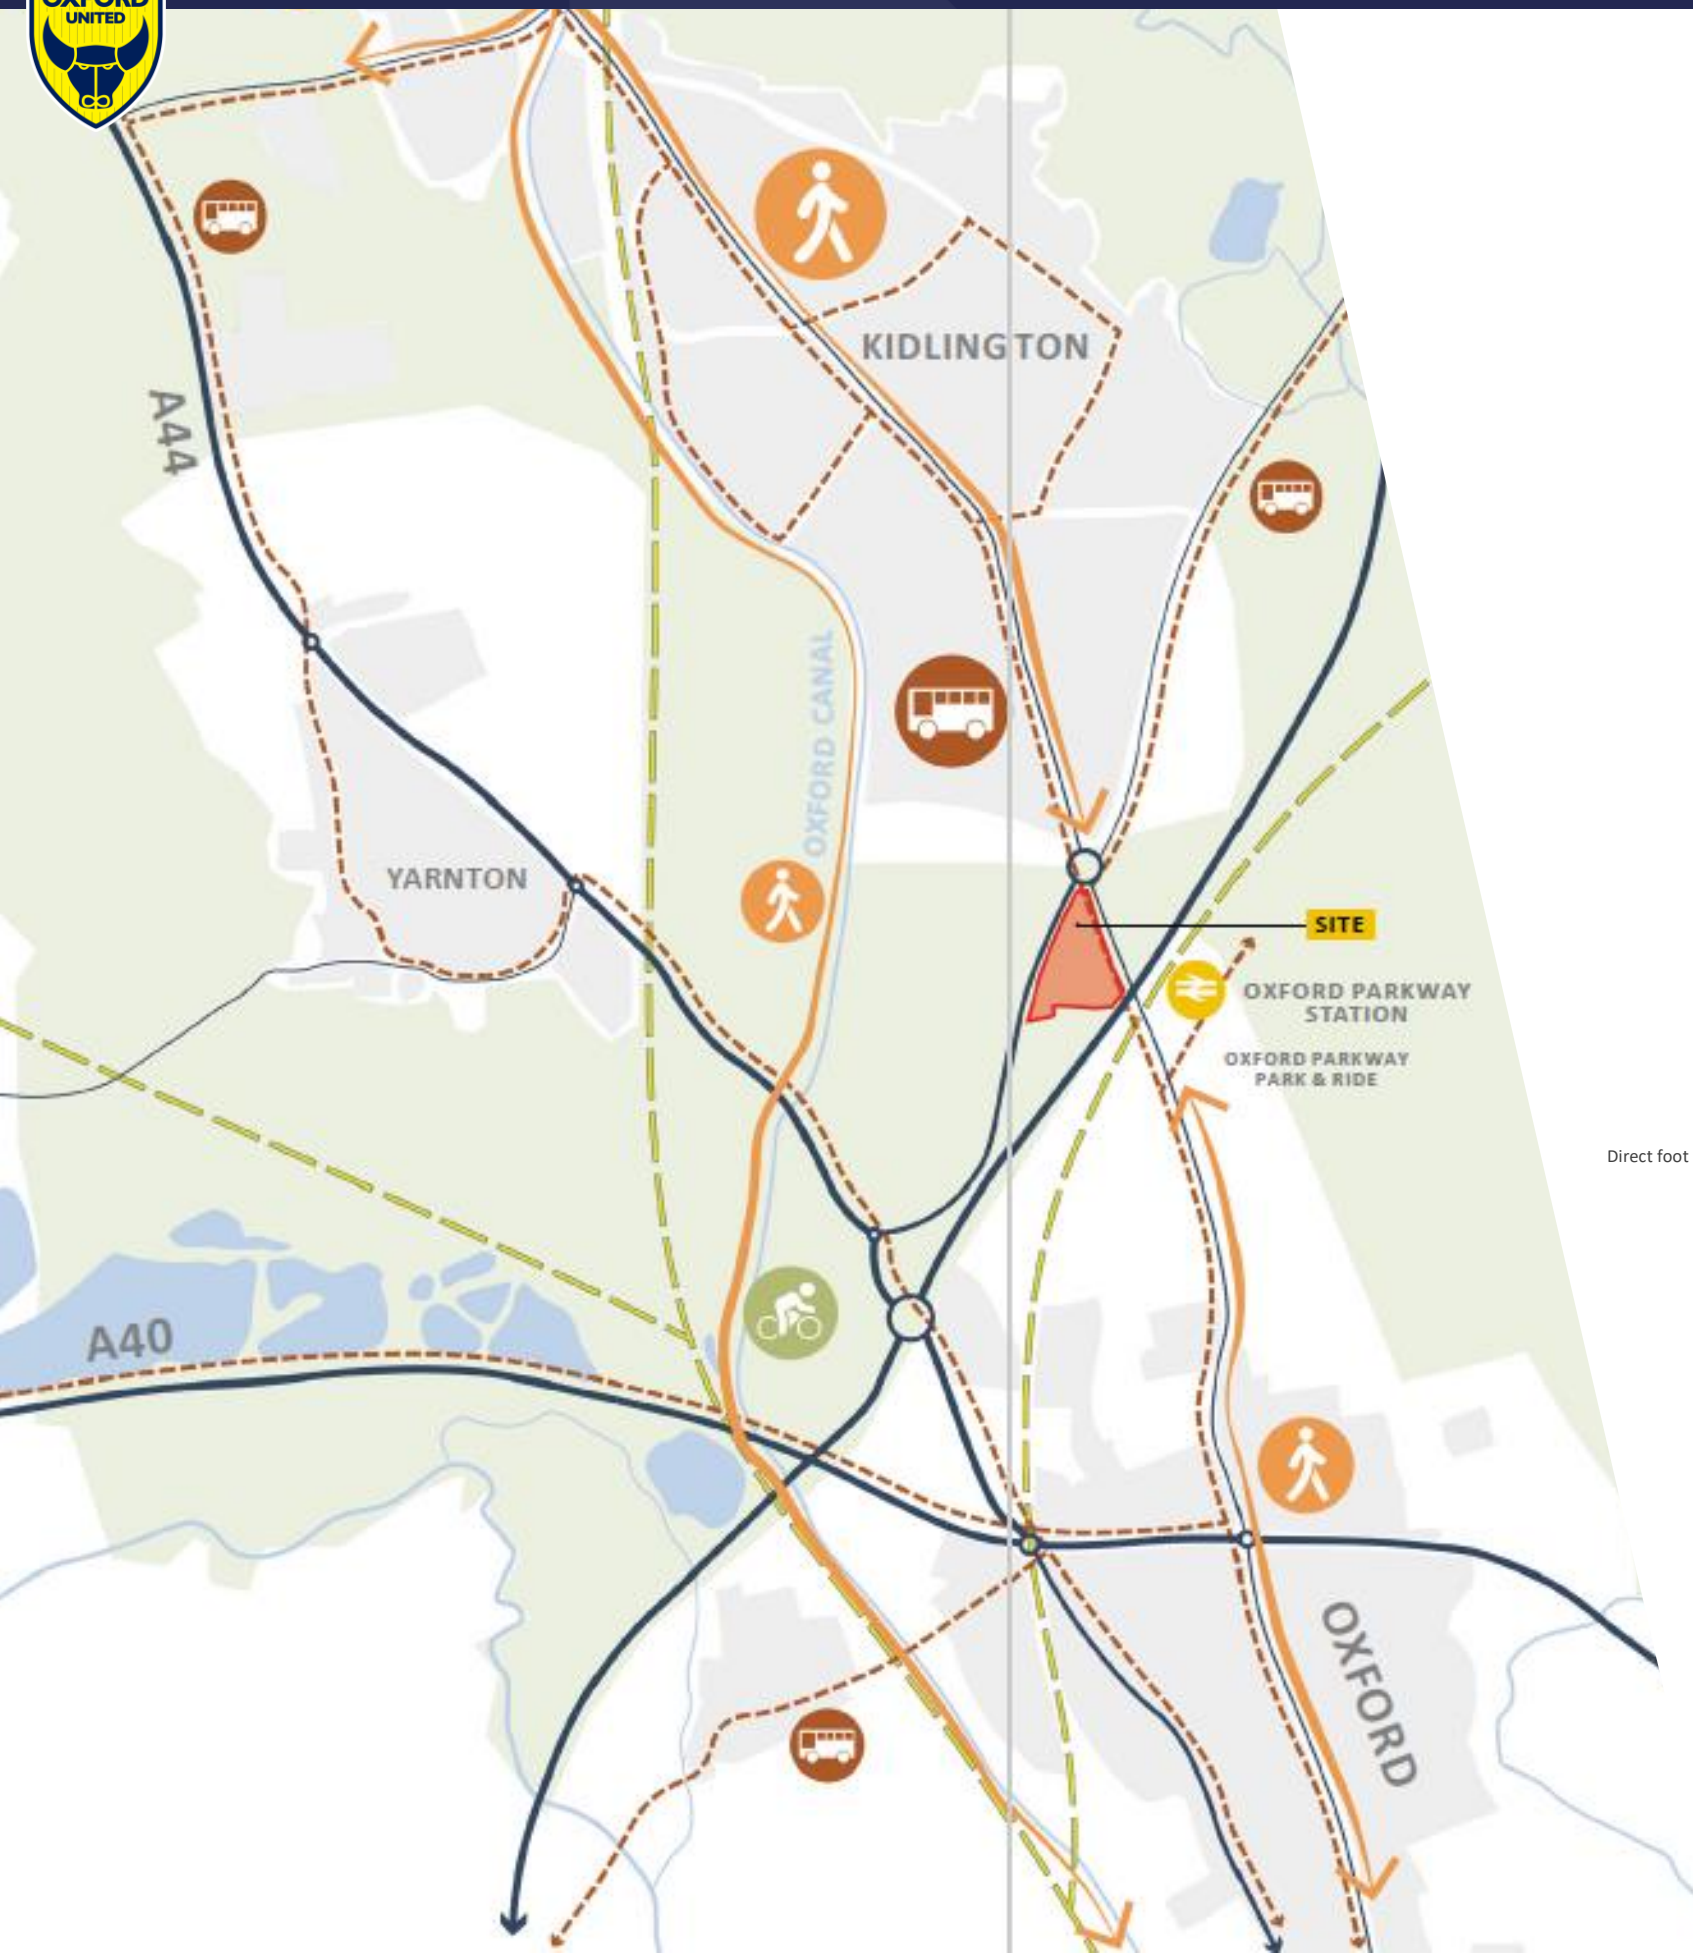 OXFORD
UNITED
KIDLINGTON
A44
OXFORD CANAL
YARNTON
SITE
OXFORD PARKWAY
STATION
OXFORD PARKWAY
PARK & RIDE
Direct foot
A40
OXFORD